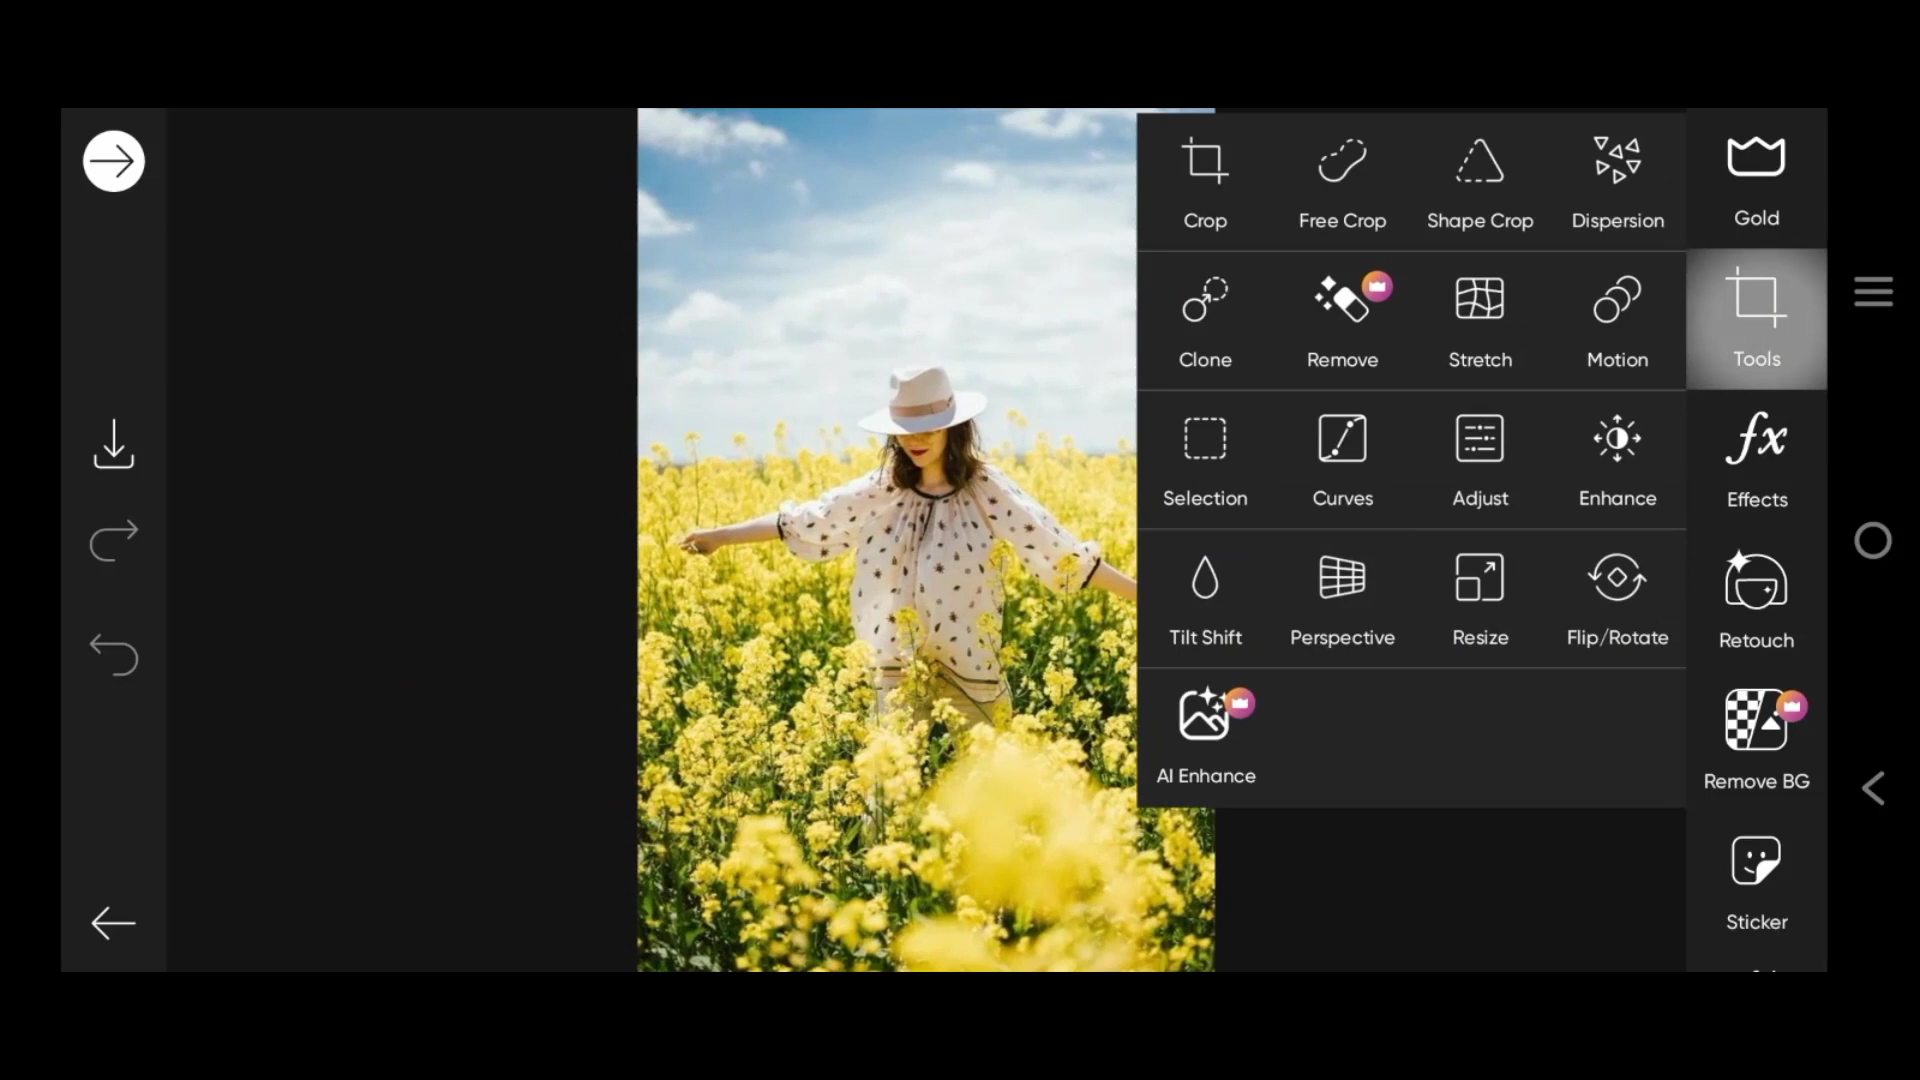 Crop Free Crop Shape Crop Dispersion
Clone Remove Stretch Motion
Selection Curves Adjust Enhance
Tilt Shift Perspective Resize Flip/Rotate
AI Enhance
Gold
Tools
fx
Effects
Retouch
Remove BG
Sticker